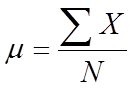 μ = ∑ X / N